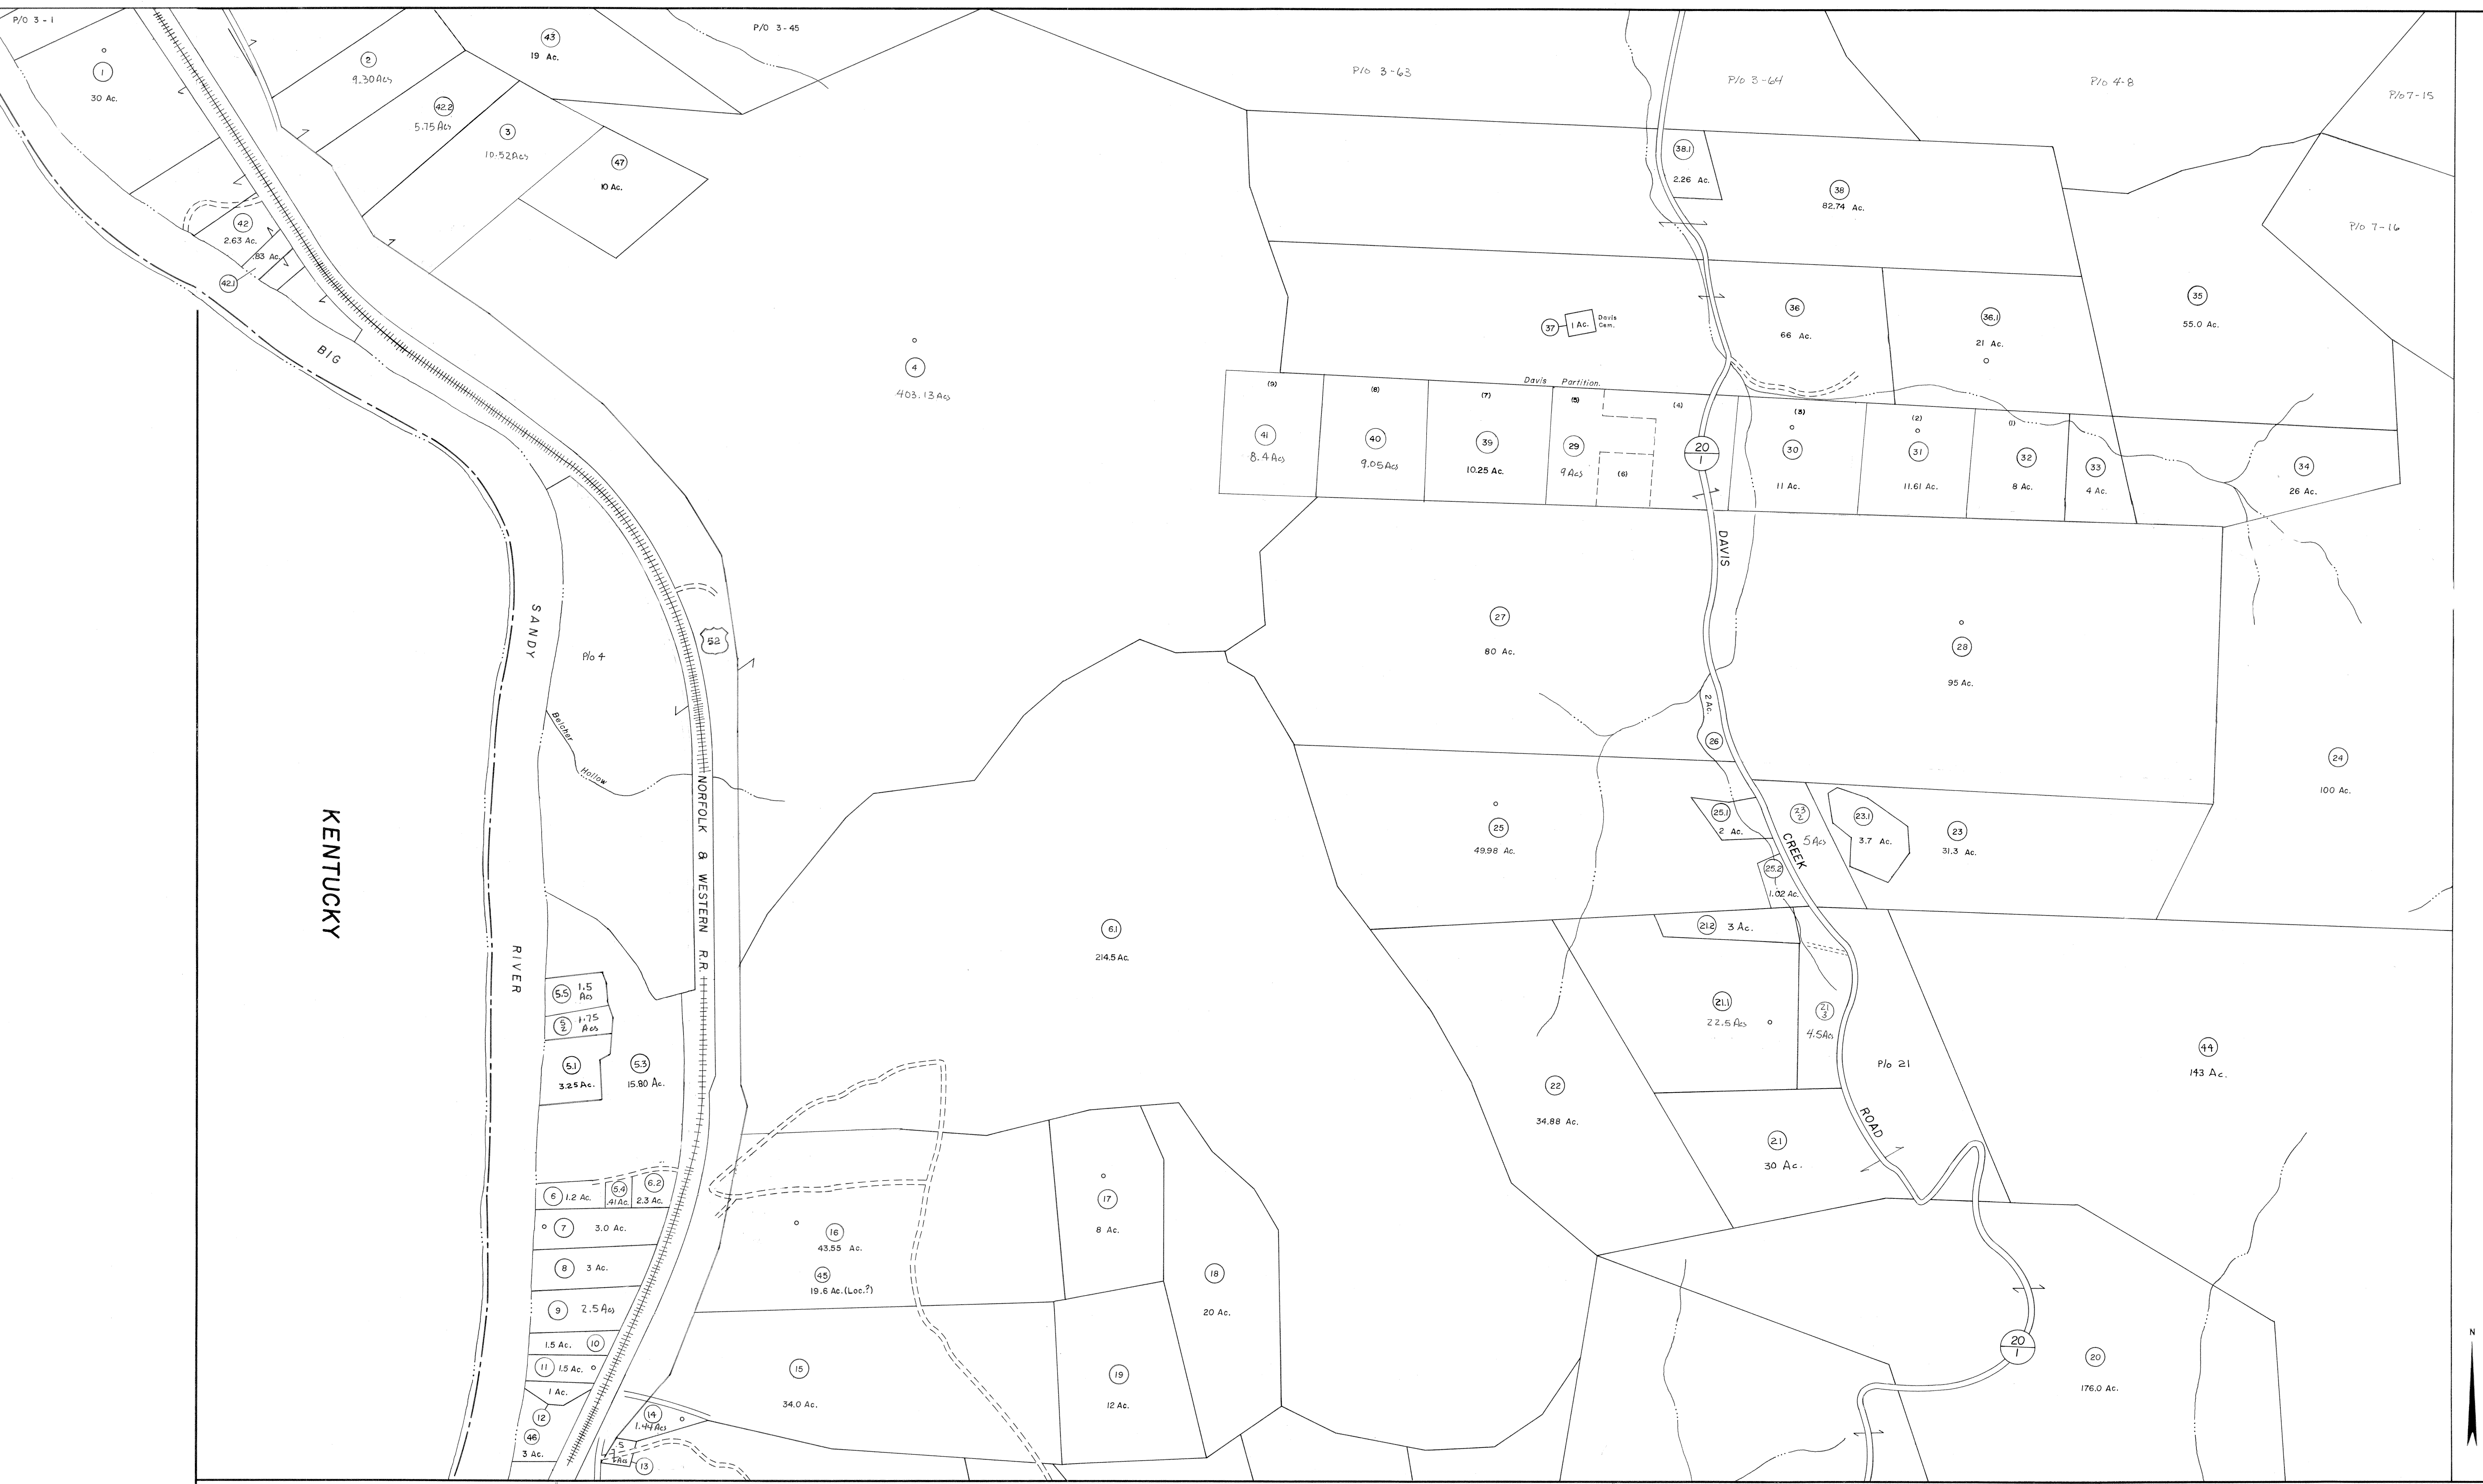 P/O 3-1
1
30 Ac.
2
9.30 Acs
42.2
5.75 Acs
3
10.52 Acs
43
19 Ac.
47
10 Ac.
P/O 3-45
P/O 3-63
P/O 3-64
P/O 4-8
P/O 7-15
P/O 7-16
38.1
2.26 Ac.
38
82.74 Ac.
42
2.63 Ac.
.83 Ac.
42.1
4
403.13 Acs
37
1 Ac.
Davis
Cem.
36
66 Ac.
36.1
21 Ac.
35
55.0 Ac.
Davis Partition.
(9)
41
8.4 Acs
(8)
40
9.05 Acs
(7)
39
10.25 Ac.
(5)
29
9 Acs
(6)
(4)
20
1
(3)
30
11 Ac.
(2)
31
11.61 Ac.
(1)
32
8 Ac.
33
4 Ac.
34
26 Ac.
BIG
SANDY
RIVER
KENTUCKY
P/O 4
52
Belcher
Hollow
NORFOLK & WESTERN R.R.
DAVIS
CREEK
ROAD
27
80 Ac.
28
95 Ac.
2 Ac.
26
24
100 Ac.
25
49.98 Ac.
25.1
2 Ac.
23
2
5 Acs
23.1
3.7 Ac.
23
31.3 Ac.
25.2
1.02 Ac.
6.1
214.5 Ac.
21.2
3 Ac.
21.1
22.5 Acs
21
3
4.5 Acs
P/O 21
44
143 Ac.
22
34.88 Ac.
21
30 Ac.
5.5
1.5
Acs
5
2
1.75
Acs
5.1
3.25 Ac.
5.3
15.80 Ac.
6
1.2 Ac.
5.4
.41 Ac.
6.2
2.3 Ac.
7
3.0 Ac.
8
3 Ac.
9
2.5 Acs
1.5 Ac.
10
11
1.5 Ac.
1 Ac.
12
46
3 Ac.
14
1.44 Acs
13
16
43.55 Ac.
45
19.6 Ac. (Loc.?)
17
8 Ac.
18
20 Ac.
15
34.0 Ac.
19
12 Ac.
20
1
20
176.0 Ac.
N